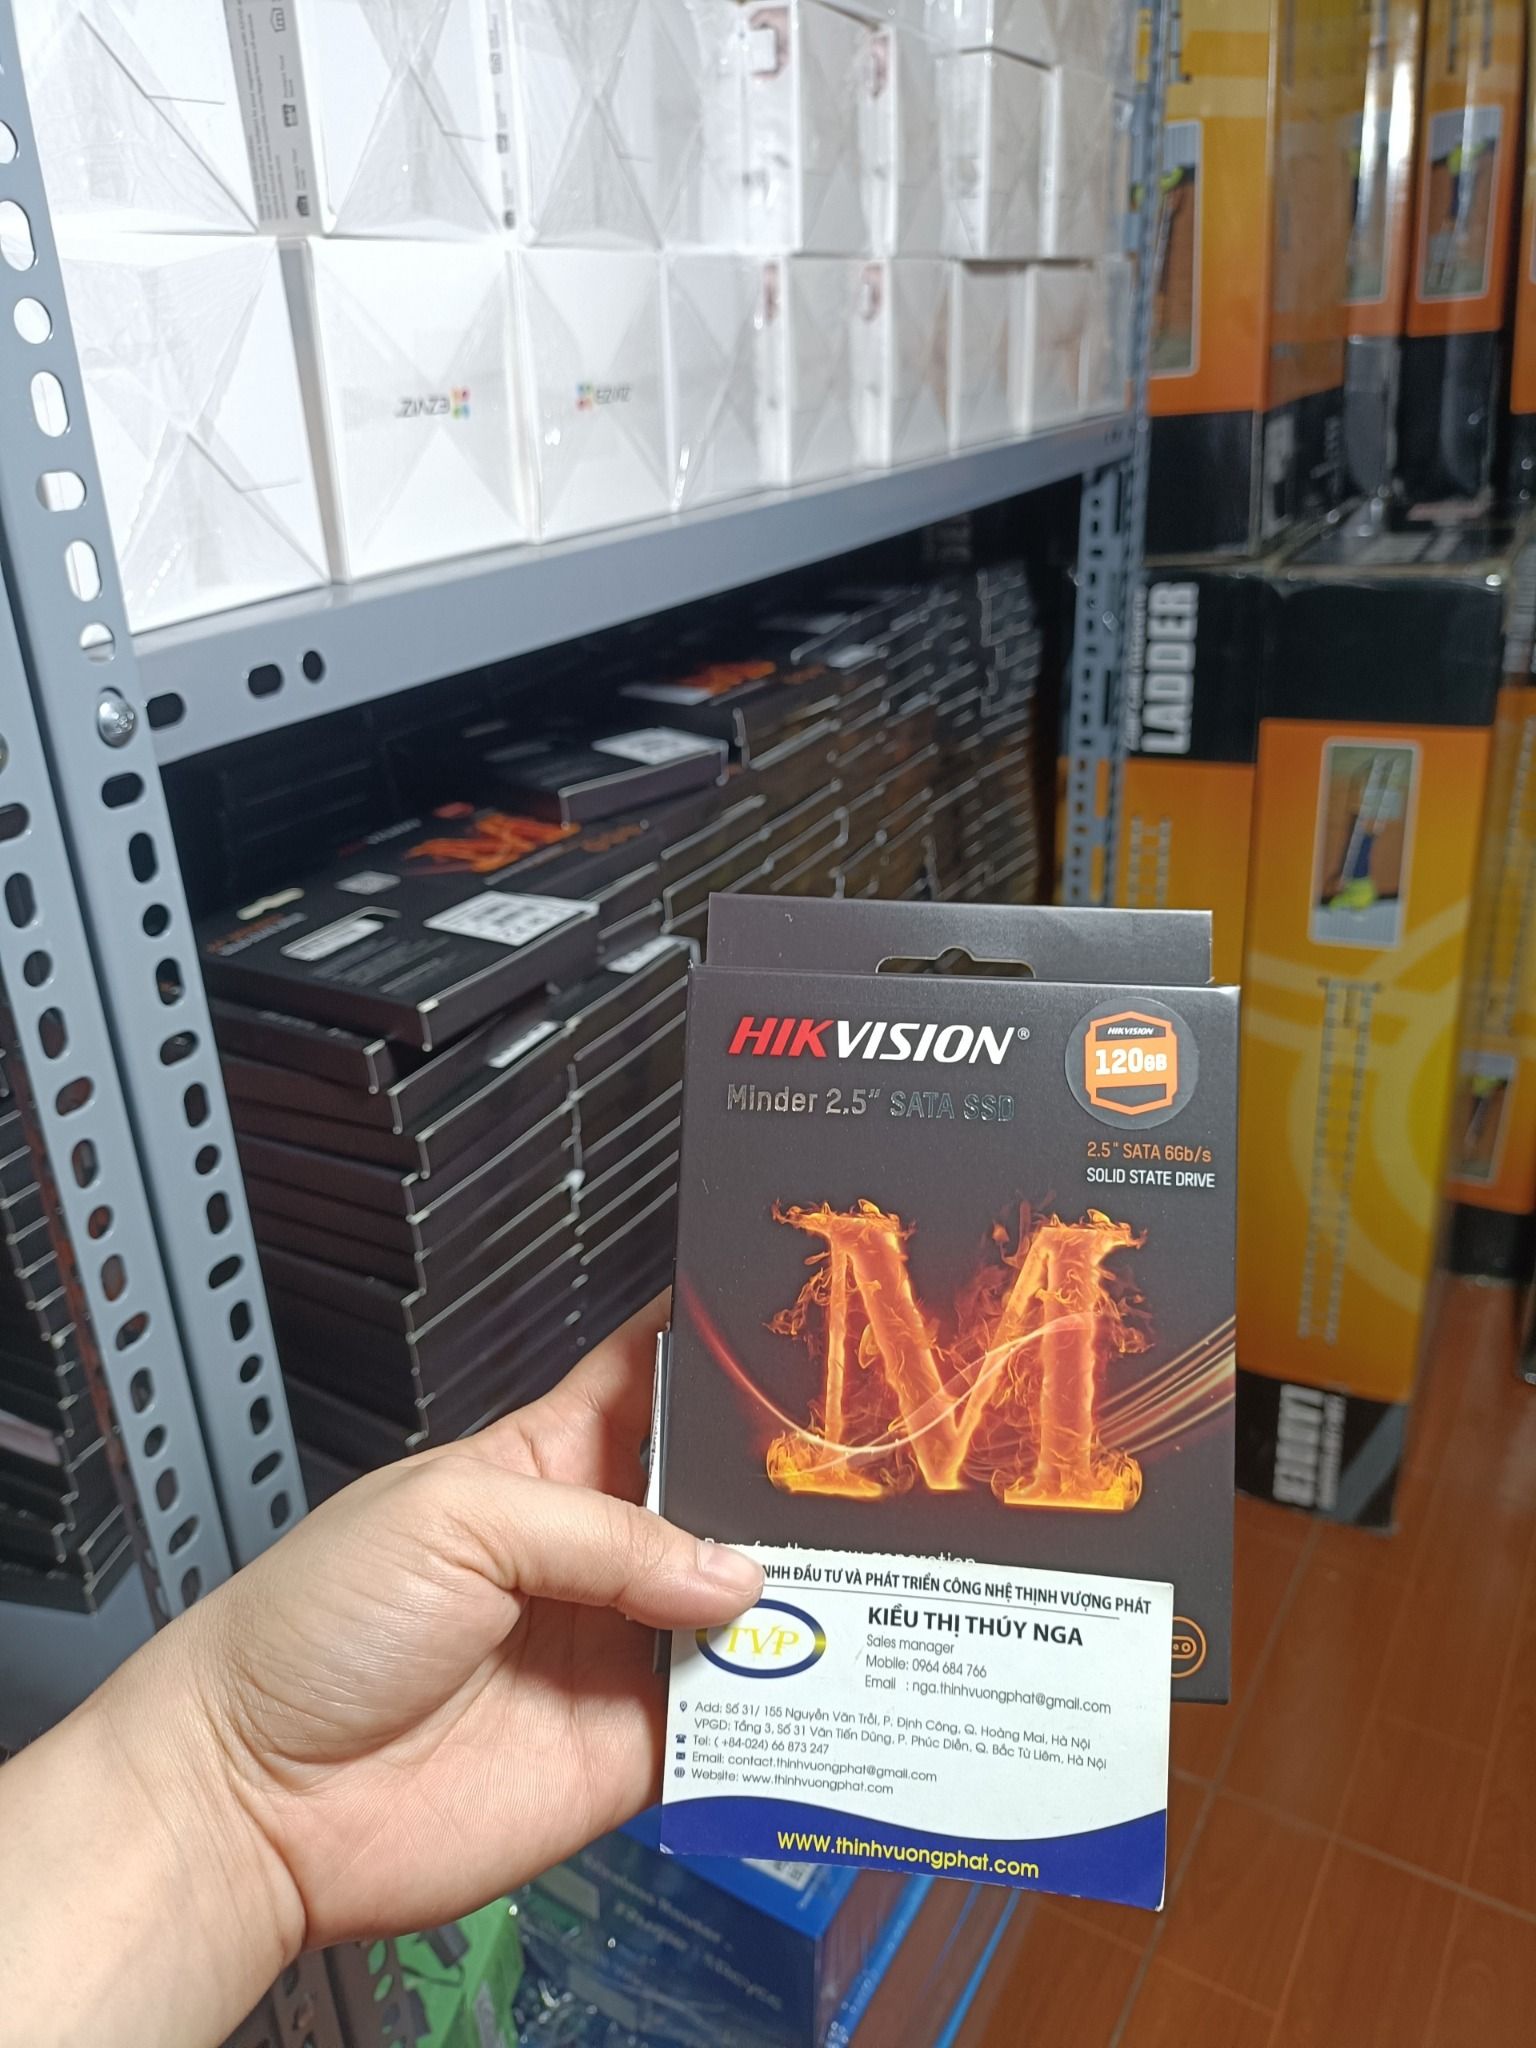 EZVIZ
EZVIZ
LADDER
HIKVISION®
Minder 2.5" SATA SSD
HIKVISION
120GB
2.5" SATA 6Gb/s
SOLID STATE DRIVE
M
NHH ĐẦU TƯ VÀ PHÁT TRIỂN CÔNG NHỆ THỊNH VƯỢNG PHÁT
TVP
KIỀU THỊ THÚY NGA
Sales manager
Mobile: 0964 684 766
Email : nga.thinhvuongphat@gmail.com
Add: Số 31/ 155 Nguyễn Văn Trỗi, P. Định Công, Q. Hoàng Mai, Hà Nội
VPGD: Tầng 3, Số 31 Văn Tiến Dũng, P. Phúc Diễn, Q. Bắc Từ Liêm, Hà Nội
Tel: ( +84-024) 66 873 247
Email: contact.thinhvuongphat@gmail.com
Website: www.thinhvuongphat.com
www.thinhvuongphat.com